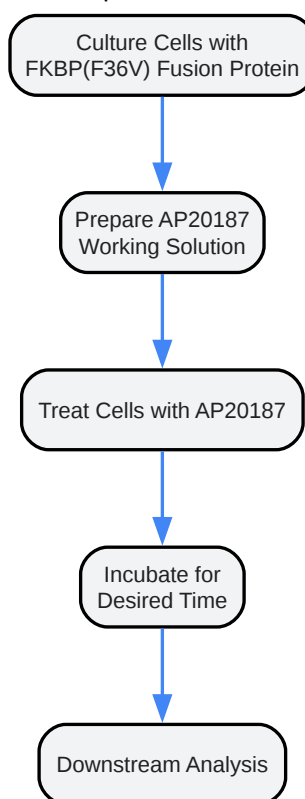 Culture Cells with
FKBP(F36V) Fusion Protein
Prepare AP20187
Working Solution
Treat Cells with AP20187
Incubate for
Desired Time
Downstream Analysis